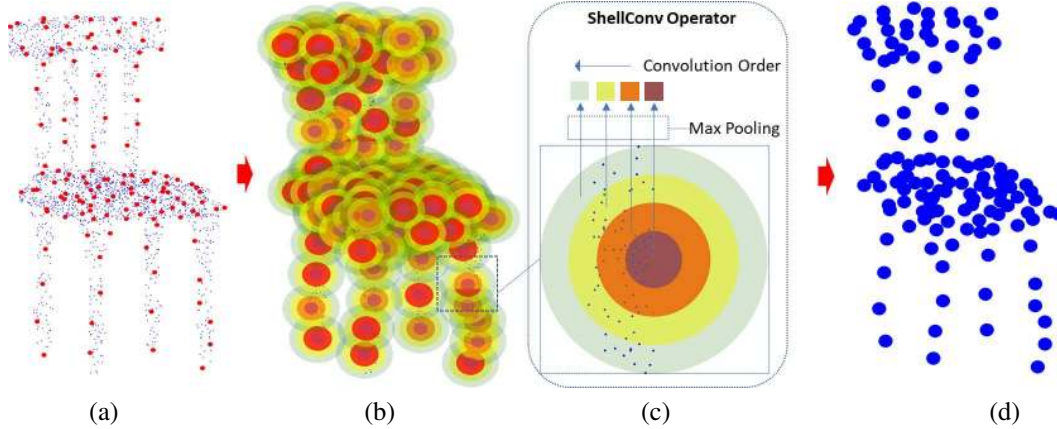 ShellConv Operator
Convolution Order
Max Pooling
(a)
(b)
(c)
(d)